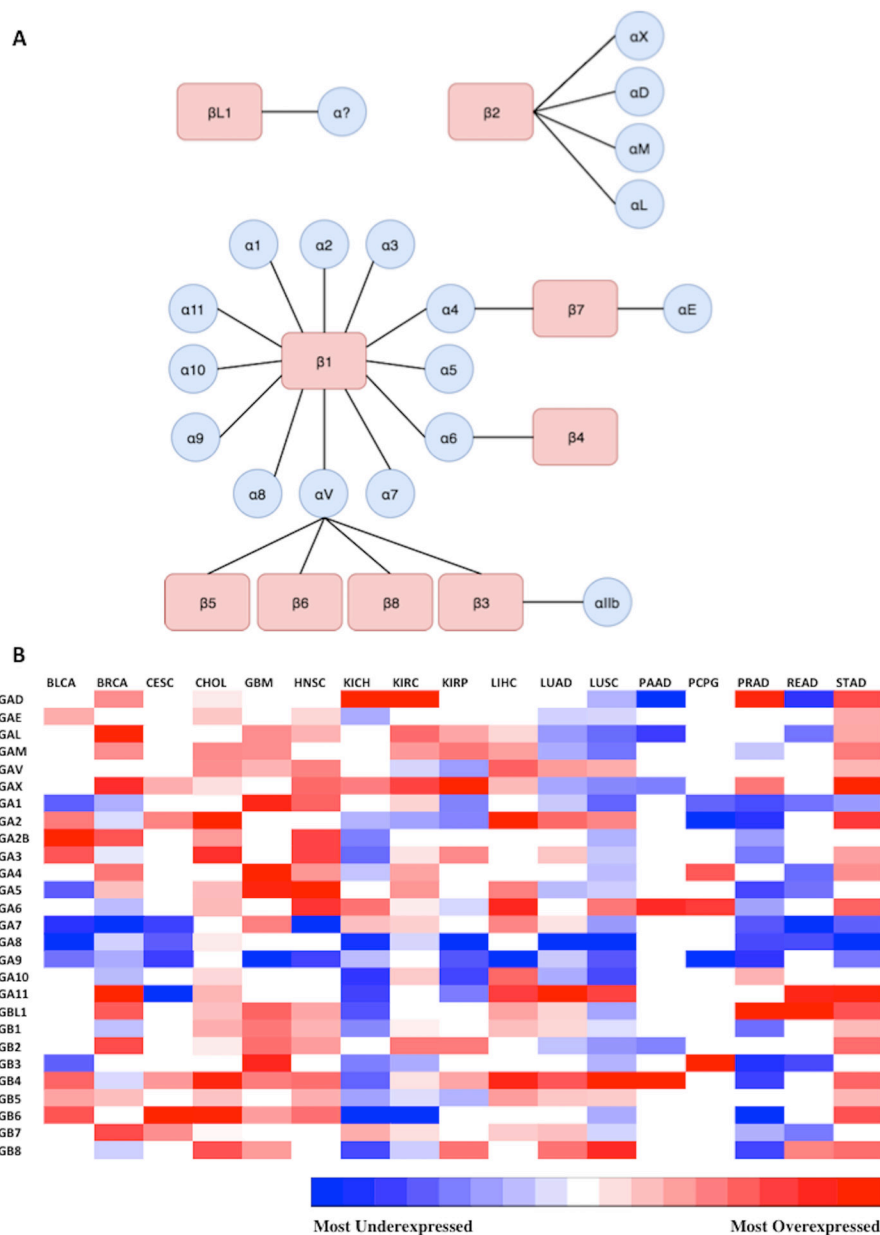 A
βL1 α? β2 αX
αD
αM
αL
α1 α2 α3
α11 α4 β7 αE
α10 β1 α5
α9 α6 β4
α8 αV α7
β5 β6 β8 β3 αIIb
B
BLCA BRCA CESC CHOL GBM HNSC KICH KIRC KIRP LIHC LUAD LUSC PAAD PCPG PRAD READ STAD
GAD
GAE
GAL
GAM
GAV
GAX
GA1
GA2
GA2B
GA3
GA4
GA5
GA6
GA7
GA8
GA9
GA10
GA11
GBL1
GB1
GB2
GB3
GB4
GB5
GB6
GB7
GB8
Most Underexpressed Most Overexpressed